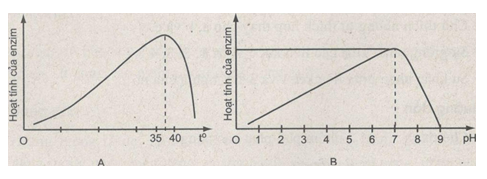 Hoạt tính của enzim
O
35 40 t°
A
Hoạt tính của enzim
O
1 2 3 4 5 6 7 8 9 pH
B